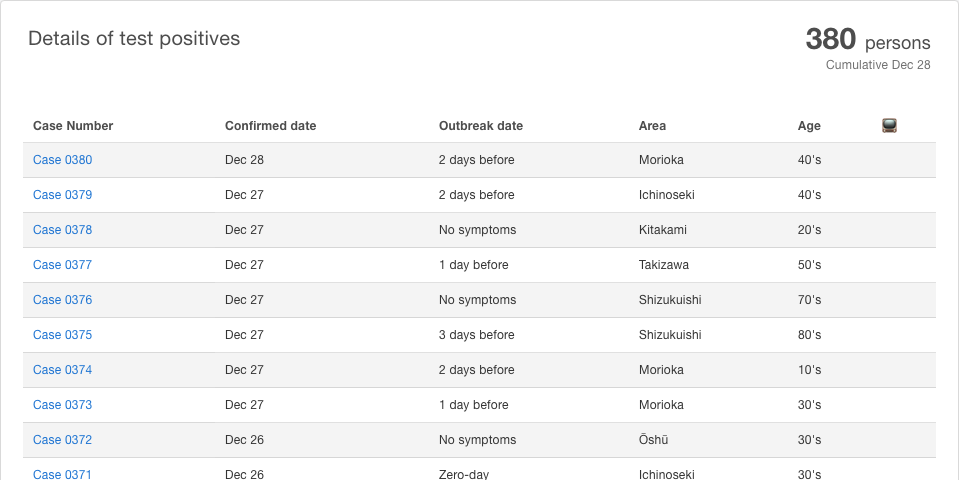 Details of test positives
380 persons
Cumulative Dec 28
Case Number Confirmed date Outbreak date Area Age
Case 0380 Dec 28 2 days before Morioka 40's
Case 0379 Dec 27 2 days before Ichinoseki 40's
Case 0378 Dec 27 No symptoms Kitakami 20's
Case 0377 Dec 27 1 day before Takizawa 50's
Case 0376 Dec 27 No symptoms Shizukuishi 70's
Case 0375 Dec 27 3 days before Shizukuishi 80's
Case 0374 Dec 27 2 days before Morioka 10's
Case 0373 Dec 27 1 day before Morioka 30's
Case 0372 Dec 26 No symptoms Ōshū 30's
Case 0371 Dec 26 Zero-day Ichinoseki 30's